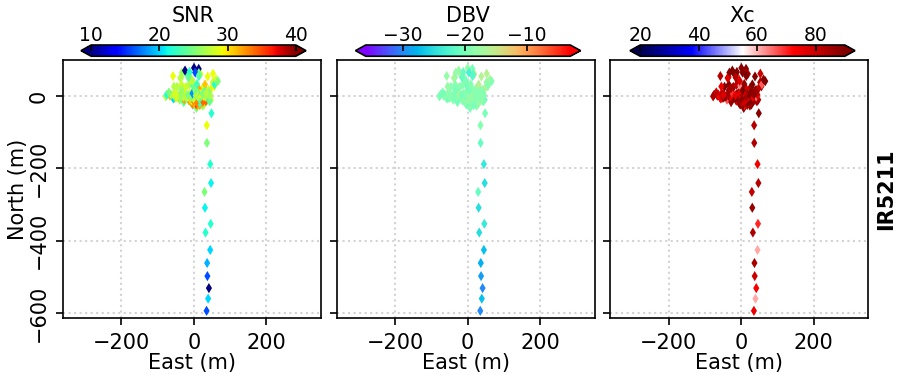 SNR DBV Xc
10 20 30 40 −30 −20 −10 20 40 60 80
0
−200
−400
−600
North (m)
IR5211
−200 0 200 −200 0 200 −200 0 200
East (m) East (m) East (m)